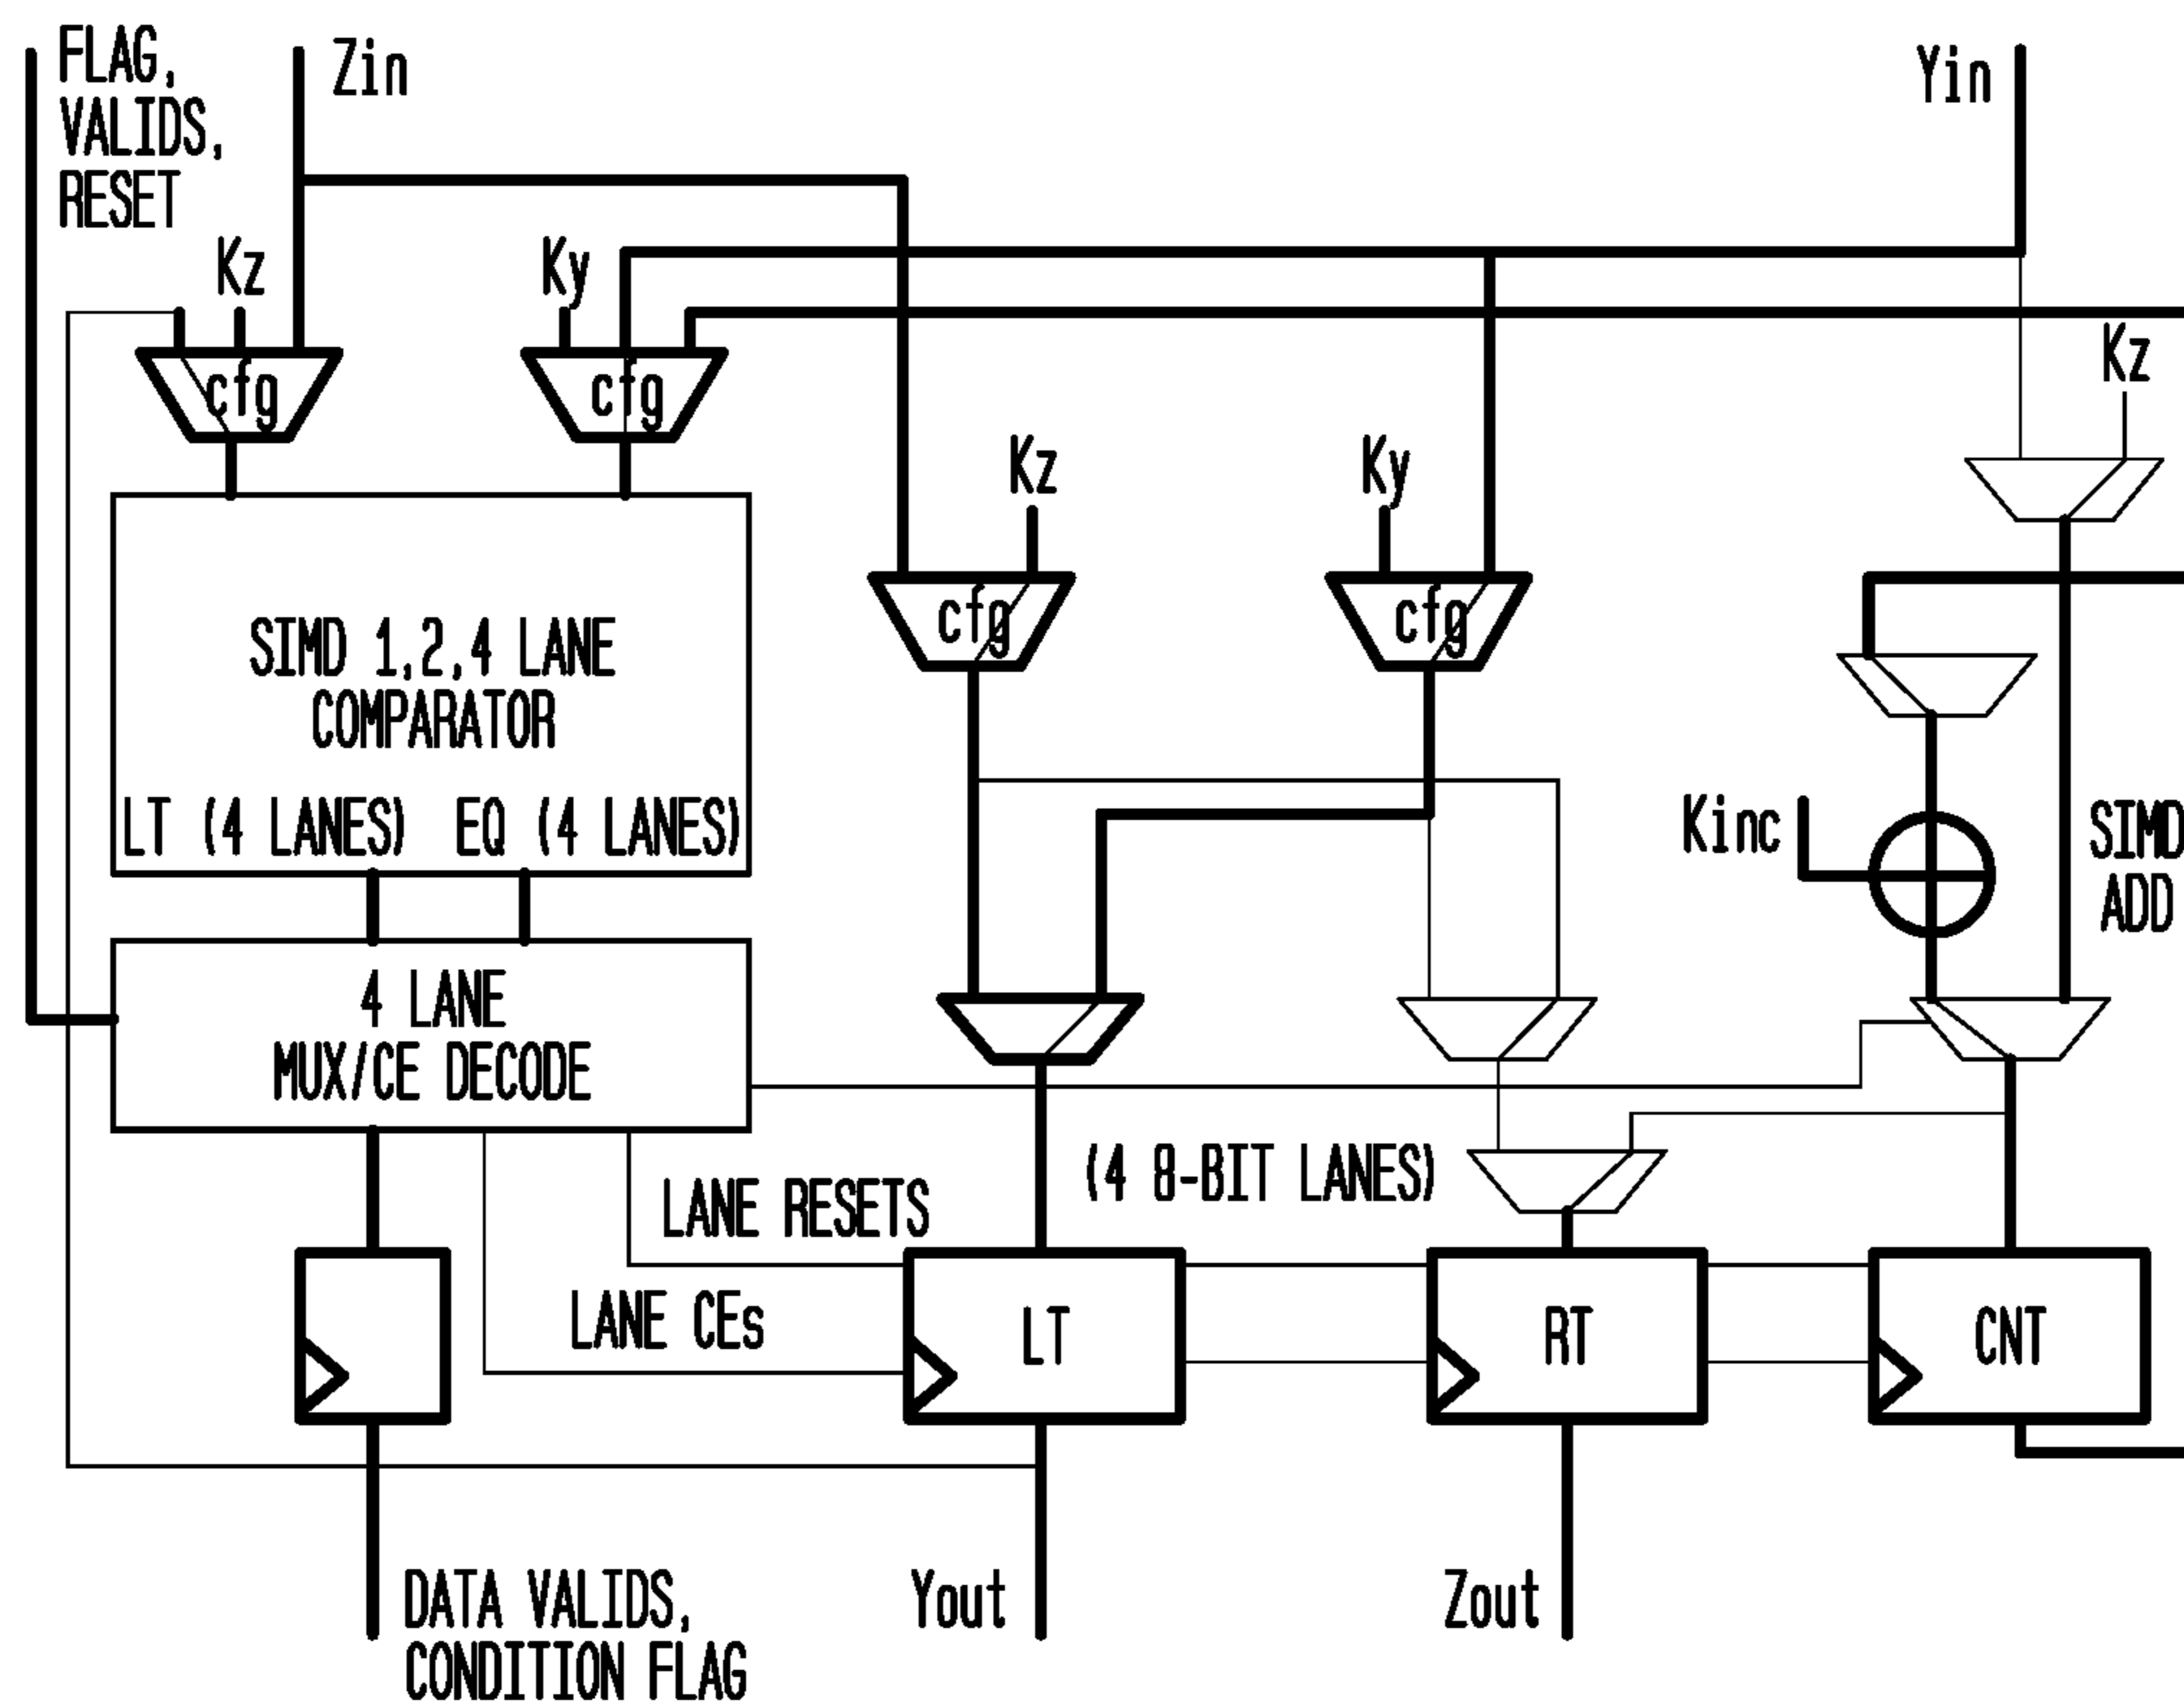 FLAG,
VALIDS,
RESET
Zin
Yin
Kz
Ky
Kz
cfg
cfg
Kz
Ky
cfg
cfg
SIMD 1,2,4 LANE
COMPARATOR
LT (4 LANES) EQ (4 LANES)
Kinc
SIMD
ADD
4 LANE
MUX/CE DECODE
(4 8-BIT LANES)
LANE RESETS
LANE CEs
LT
RT
CNT
DATA VALIDS,
CONDITION FLAG
Yout
Zout